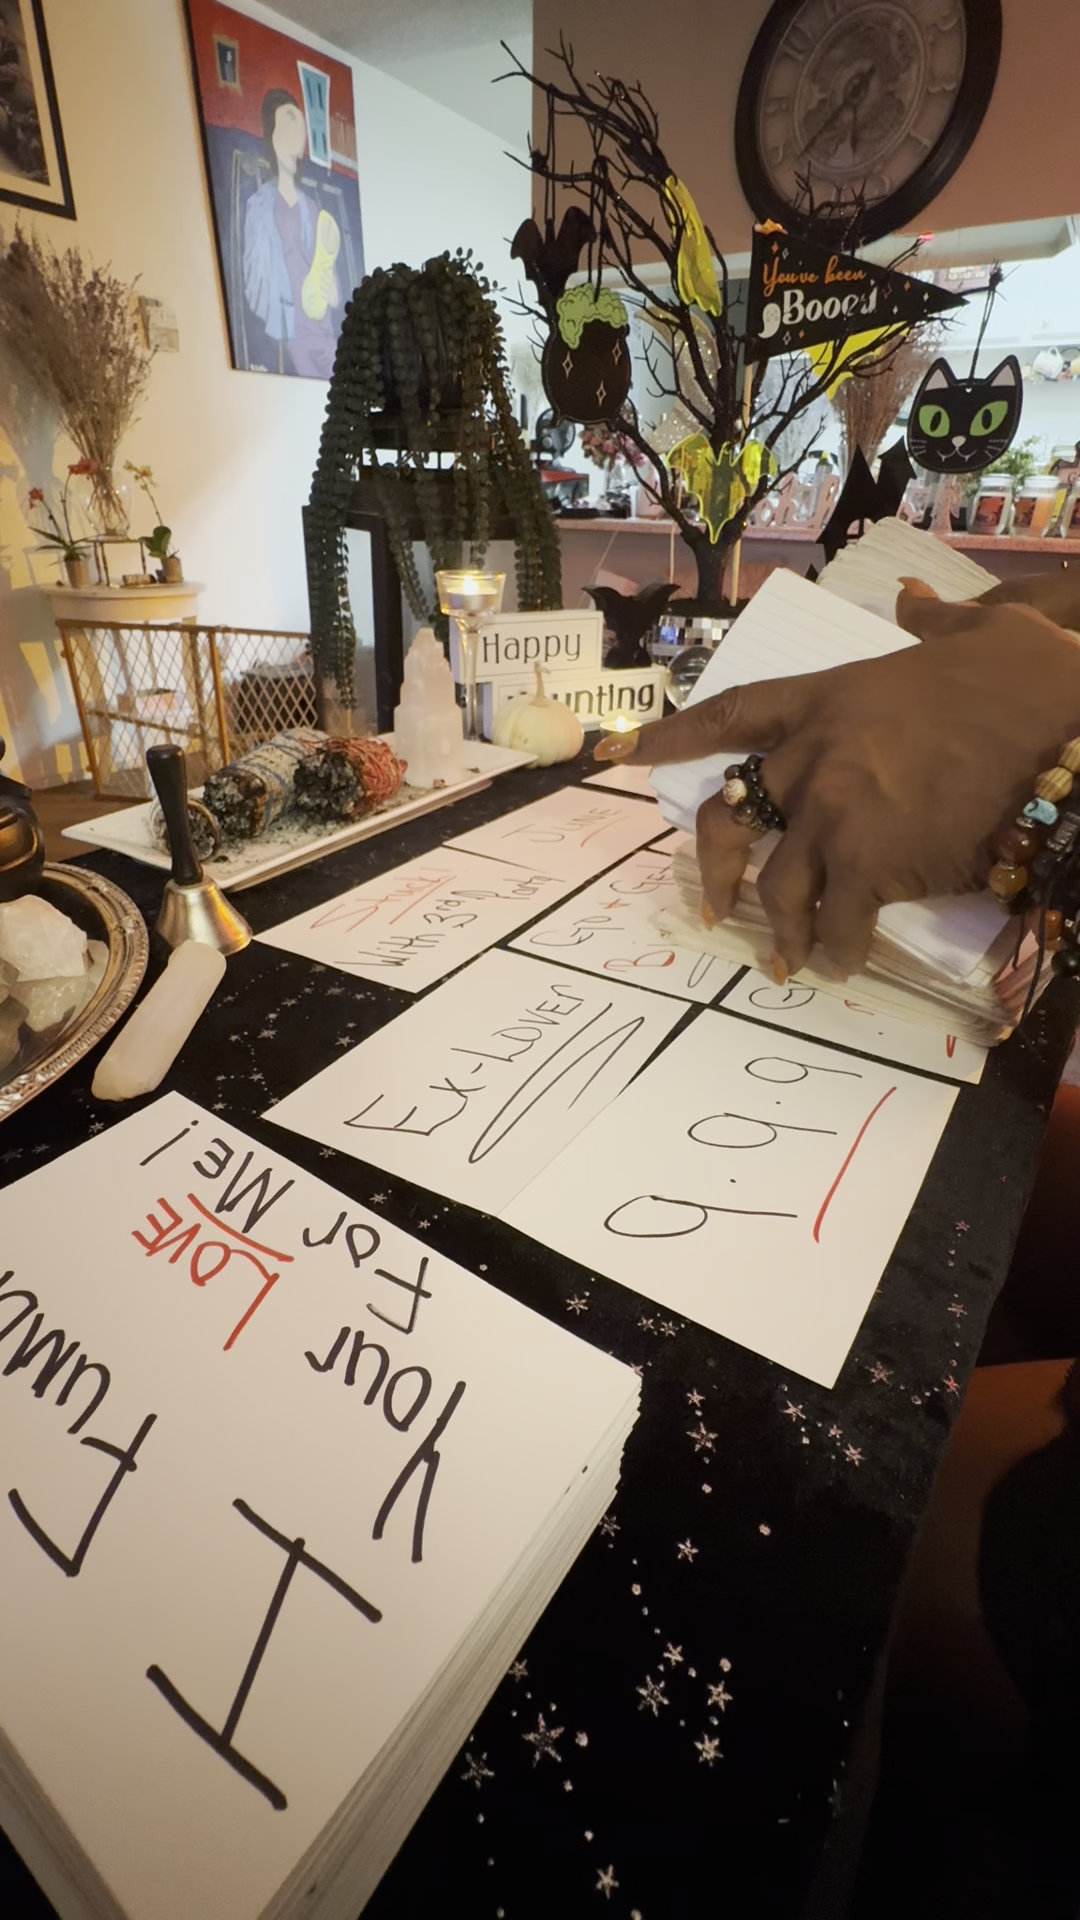 You've been
Booed
Happy
unting
JUNE
Stuck!
With 3rd Party
Ex-Lover
9.9.9
I
Your
For Me!
LOVE